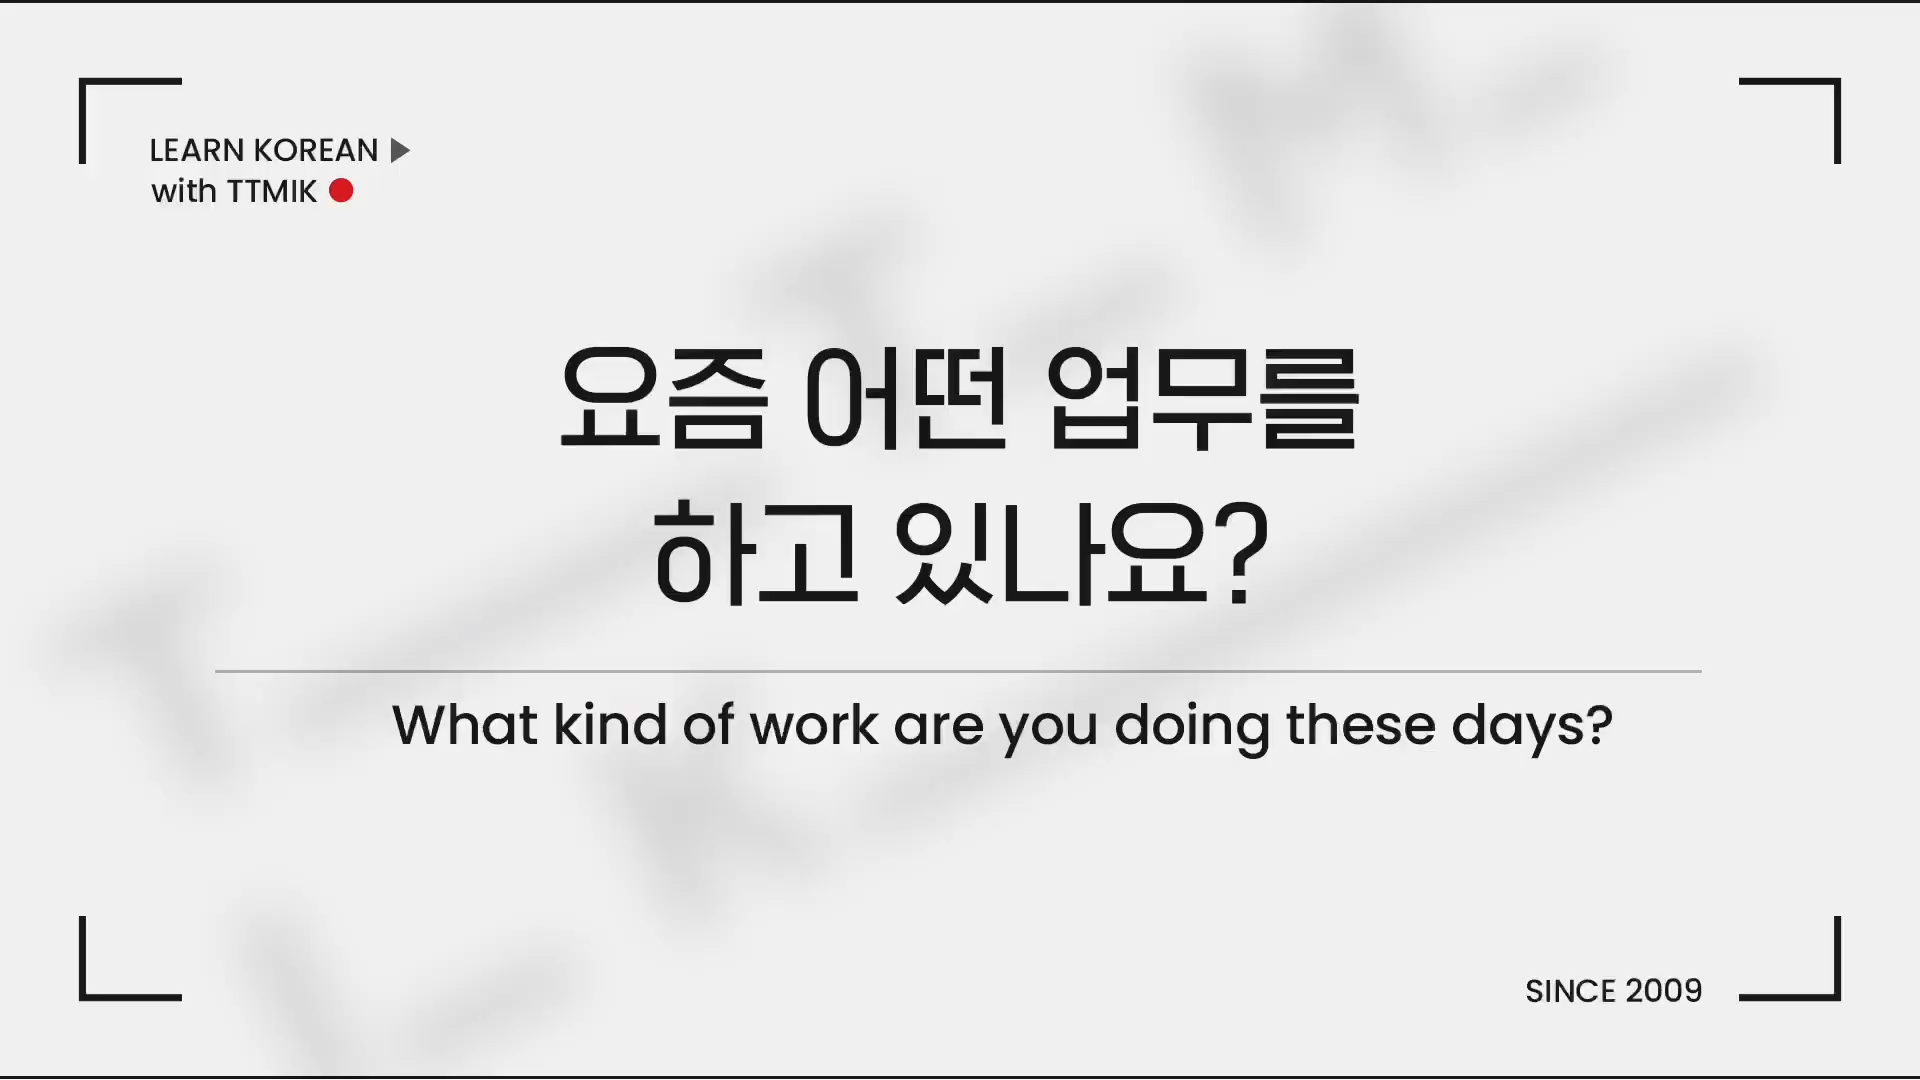 LEARN KOREAN
with TTMIK
요즘 어떤 업무를
하고 있나요?
What kind of work are you doing these days?
SINCE 2009